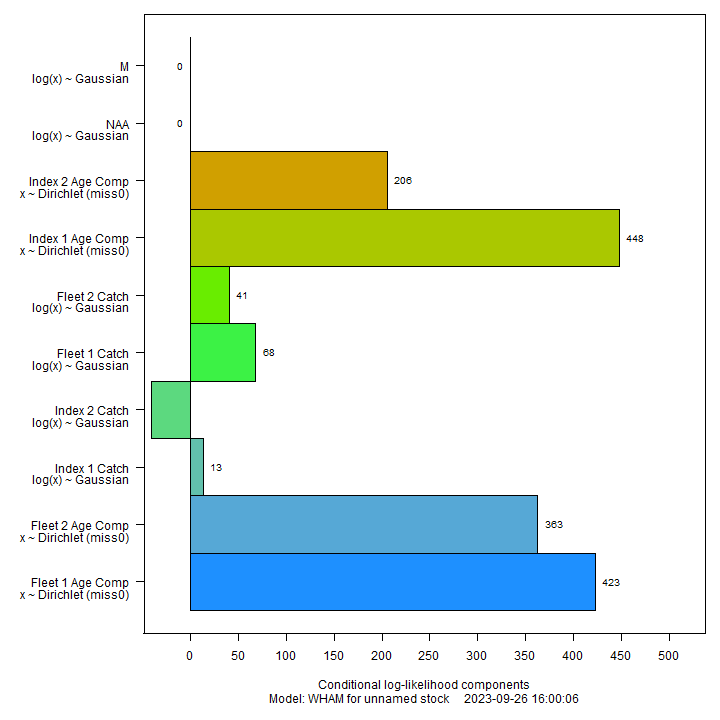 M
log(x) ~ Gaussian
0
NAA
log(x) ~ Gaussian
0
Index 2 Age Comp
x ~ Dirichlet (miss0)
206
Index 1 Age Comp
x ~ Dirichlet (miss0)
448
Fleet 2 Catch
log(x) ~ Gaussian
41
Fleet 1 Catch
log(x) ~ Gaussian
68
Index 2 Catch
log(x) ~ Gaussian
Index 1 Catch
log(x) ~ Gaussian
13
Fleet 2 Age Comp
x ~ Dirichlet (miss0)
363
Fleet 1 Age Comp
x ~ Dirichlet (miss0)
423
0 50 100 150 200 250 300 350 400 450 500
Conditional log-likelihood components
Model: WHAM for unnamed stock 2023-09-26 16:00:06